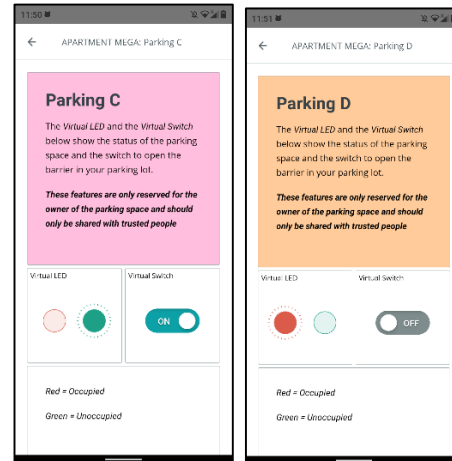 11:50
← APARTMENT MEGA: Parking C
Parking C
The Virtual LED and the Virtual Switch
below show the status of the parking
space and the switch to open the
barrier in your parking lot.
These features are only reserved for the
owner of the parking space and should
only be shared with trusted people
Virtual LED
Virtual Switch
ON
Red = Occupied
Green = Unoccupied
11:51
← APARTMENT MEGA: Parking D
Parking D
The Virtual LED and the Virtual Switch
below show the status of the parking
space and the switch to open the
barrier in your parking lot.
These features are only reserved for the
owner of the parking space and should
only be shared with trusted people
Virtual LED
Virtual Switch
OFF
Red = Occupied
Green = Unoccupied